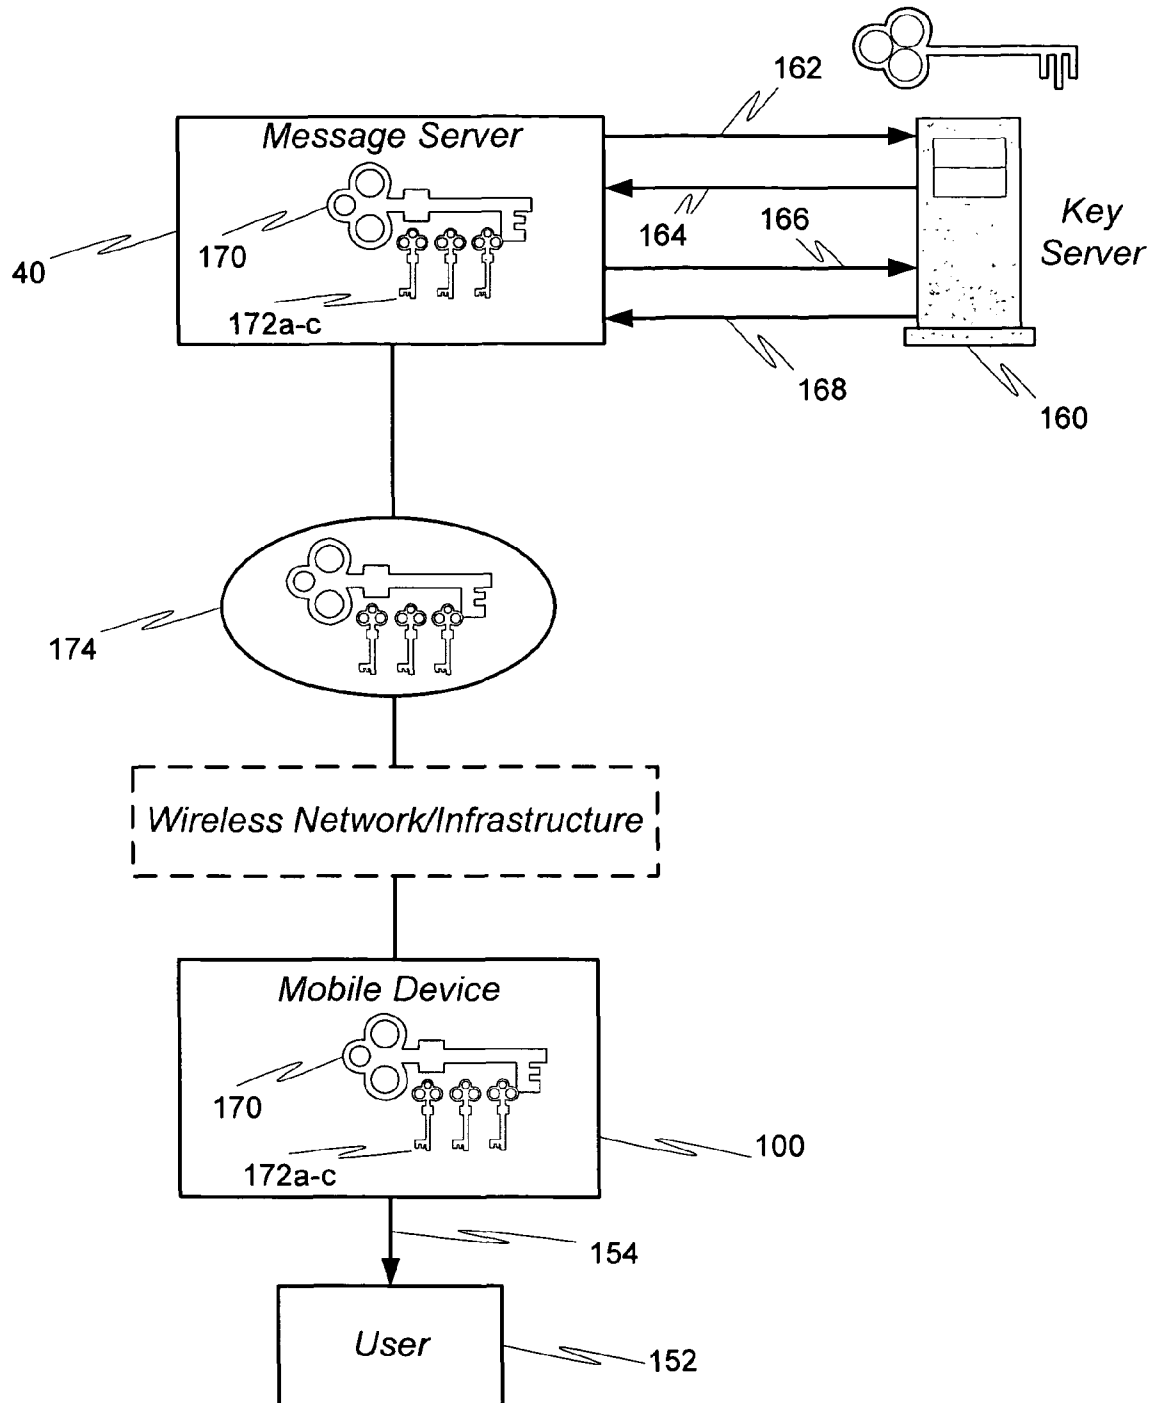 162
Message Server
Key
Server
164
166
170
40
172a-c
168
160
174
Wireless Network/Infrastructure
Mobile Device
170
100
172a-c
154
User
152